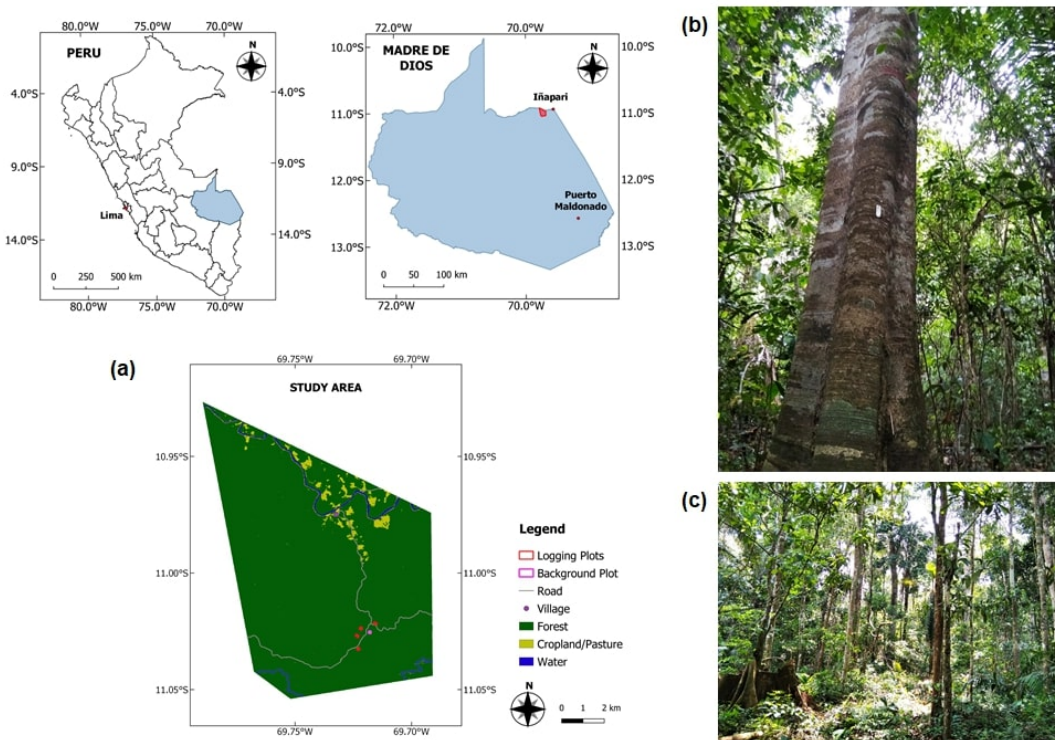 80.0°W 75.0°W 70.0°W
PERU
N
4.0°S 4.0°S
9.0°S 9.0°S
Lima
14.0°S 14.0°S
0 250 500 km
80.0°W 75.0°W 70.0°W
72.0°W 70.0°W
10.0°S 10.0°S
MADRE DE
DIOS
N
Iñapari
11.0°S 11.0°S
12.0°S 12.0°S
Puerto
Maldonado
13.0°S 13.0°S
0 50 100 km
72.0°W 70.0°W
(b)
(a)
69.75°W 69.70°W
STUDY AREA
10.95°S 10.95°S
11.00°S 11.00°S
11.05°S 11.05°S
69.75°W 69.70°W
Legend
Logging Plots
Background Plot
Road
Village
Forest
Cropland/Pasture
Water
N
0 1 2 km
(c)